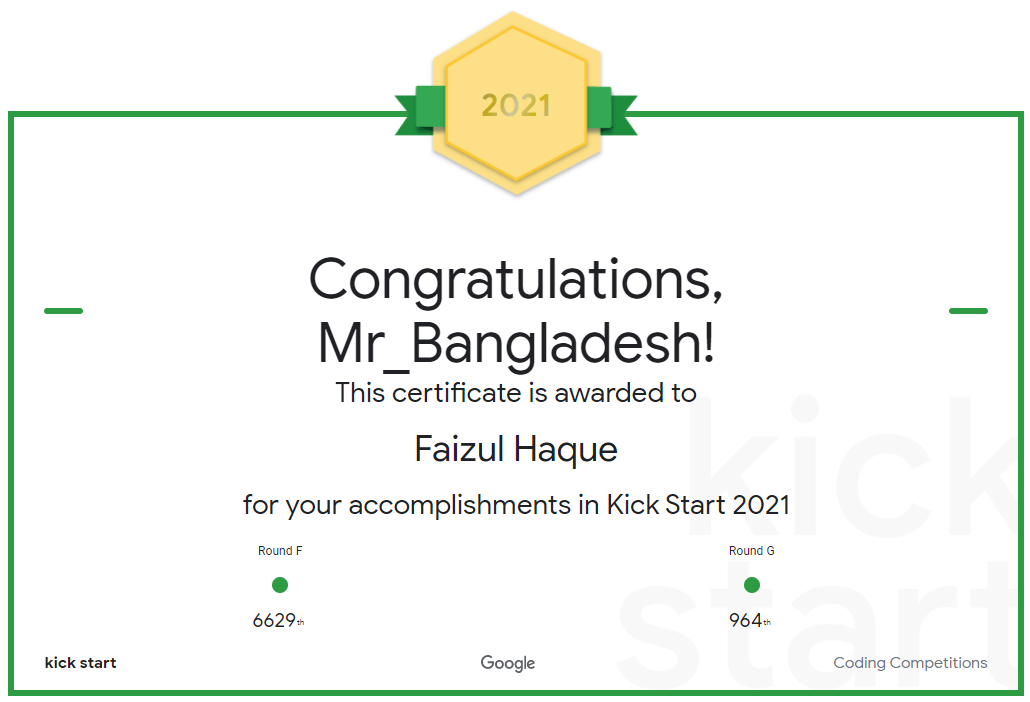 2021
Congratulations,
Mr_Bangladesh!
This certificate is awarded to
Faizul Haque
for your accomplishments in Kick Start 2021
Round F Round G
6629th 964th
kick
start
kick start Google Coding Competitions